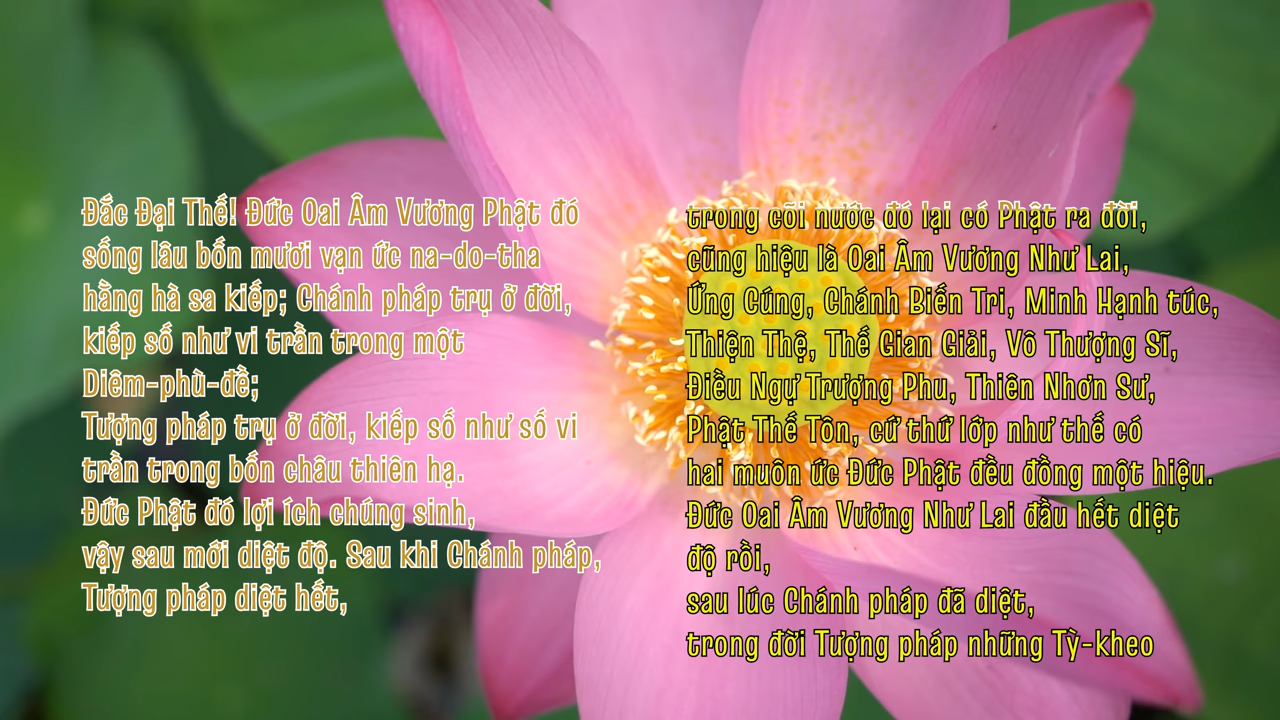 Đắc Đại Thế! Đức Oai Âm Vương Phật đó
sống lâu bốn mươi vạn ức na-do-tha
hằng hà sa kiếp; Chánh pháp trụ ở đời,
kiếp số như vi trần trong một
Diêm-phù-đề;
Tượng pháp trụ ở đời, kiếp số như số vi
trần trong bốn châu thiên hạ.
Đức Phật đó lợi ích chúng sinh,
vậy sau mới diệt độ. Sau khi Chánh pháp,
Tượng pháp diệt hết,
trong cõi nước đó lại có Phật ra đời,
cũng hiệu là Oai Âm Vương Như Lai,
Ứng Cúng, Chánh Biến Tri, Minh Hạnh túc,
Thiện Thệ, Thế Gian Giải, Vô Thượng Sĩ,
Điều Ngự Trượng Phu, Thiên Nhơn Sư,
Phật Thế Tôn, cứ thứ lớp như thế có
hai muôn ức Đức Phật đều đồng một hiệu.
Đức Oai Âm Vương Như Lai đầu hết diệt
độ rồi,
sau lúc Chánh pháp đã diệt,
trong đời Tượng pháp những Tỳ-kheo